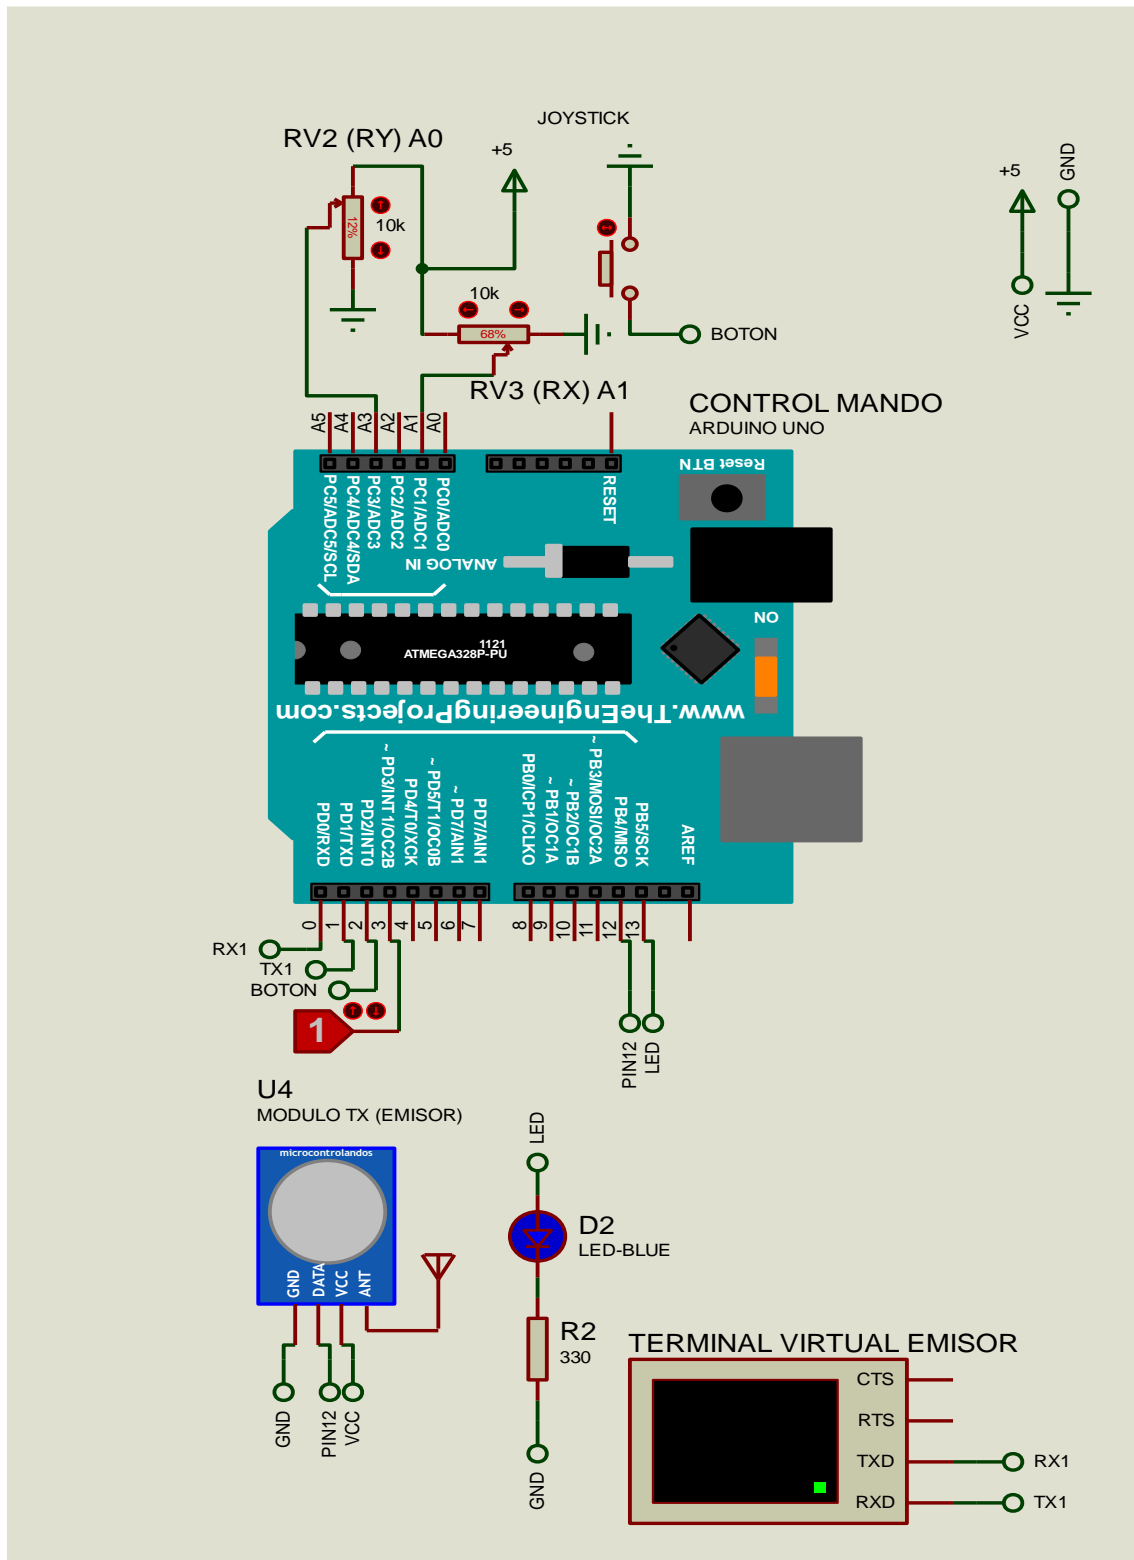 JOYSTICK
RV2 (RY) A0
+5
10k
12%
+5
GND
VCC
10k
68%
BOTON
RV3 (RX) A1
CONTROL MANDO
ARDUINO UNO
A5
A4
A3
A2
A1
A0
Reset BTN
PC5/ADC5/SCL
PC4/ADC4/SDA
PC3/ADC3
PC2/ADC2
PC1/ADC1
PC0/ADC0
RESET
ANALOG IN
ON
1121
ATMEGA328P-PU
www.TheEngineeringProjects.com
PD0/RXD
PD1/TXD
PD2/INT0
~ PD3/INT1/OC2B
PD4/T0/XCK
~ PD5/T1/OC0B
~ PD7/AIN1
PD7/AIN1
PB0/ICP1/CLKO
~ PB1/OC1A
~ PB2/OC1B
~ PB3/MOSI/OC2A
PB4/MISO
PB5/SCK
AREF
0
1
2
3
4
5
6
7
8
9
10
11
12
13
RX1
TX1
BOTON
1
PIN12
LED
U4
MODULO TX (EMISOR)
microcontrolandos
GND
DATA
VCC
ANT
GND
PIN12
VCC
LED
D2
LED-BLUE
R2
330
GND
TERMINAL VIRTUAL EMISOR
CTS
RTS
TXD
RX1
RXD
TX1